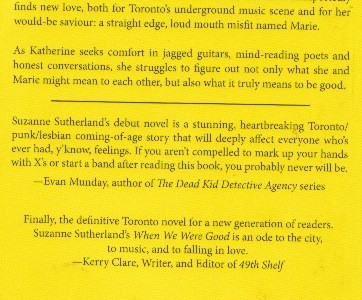 finds new love, both for Toronto's underground music scene and for her
would-be saviour: a straight edge, loud mouth misfit named Marie.
As Katherine seeks comfort in jagged guitars, mind-reading poets and
honest conversations, she struggles to figure out not only what she and
Marie might mean to each other, but also what it truly means to be good.
Suzanne Sutherland's debut novel is a stunning, heartbreaking Toronto/
punk/lesbian coming-of-age story that will deeply affect everyone who's
ever had, y'know, feelings. If you aren't compelled to mark up your hands
with X's or start a band after reading this book, you probably never will be.
—Evan Munday, author of The Dead Kid Detective Agency series
Finally, the definitive Toronto novel for a new generation of readers.
Suzanne Sutherland's When We Were Good is an ode to the city,
to music, and to falling in love.
—Kerry Clare, Writer, and Editor of 49th Shelf